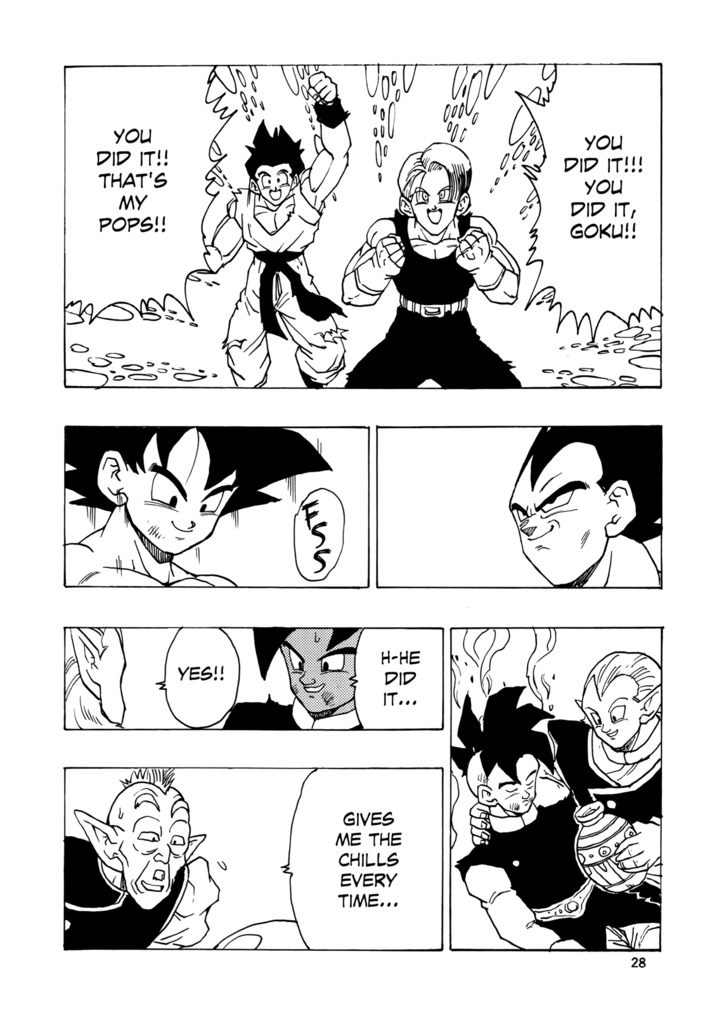 YOU
DID IT!!!
YOU
DID IT,
GOKU!!
YOU
DID IT!!
THAT'S
MY
POPS!!
FSS
H-HE
DID
IT...
YES!!
GIVES
ME THE
CHILLS
EVERY
TIME...
28